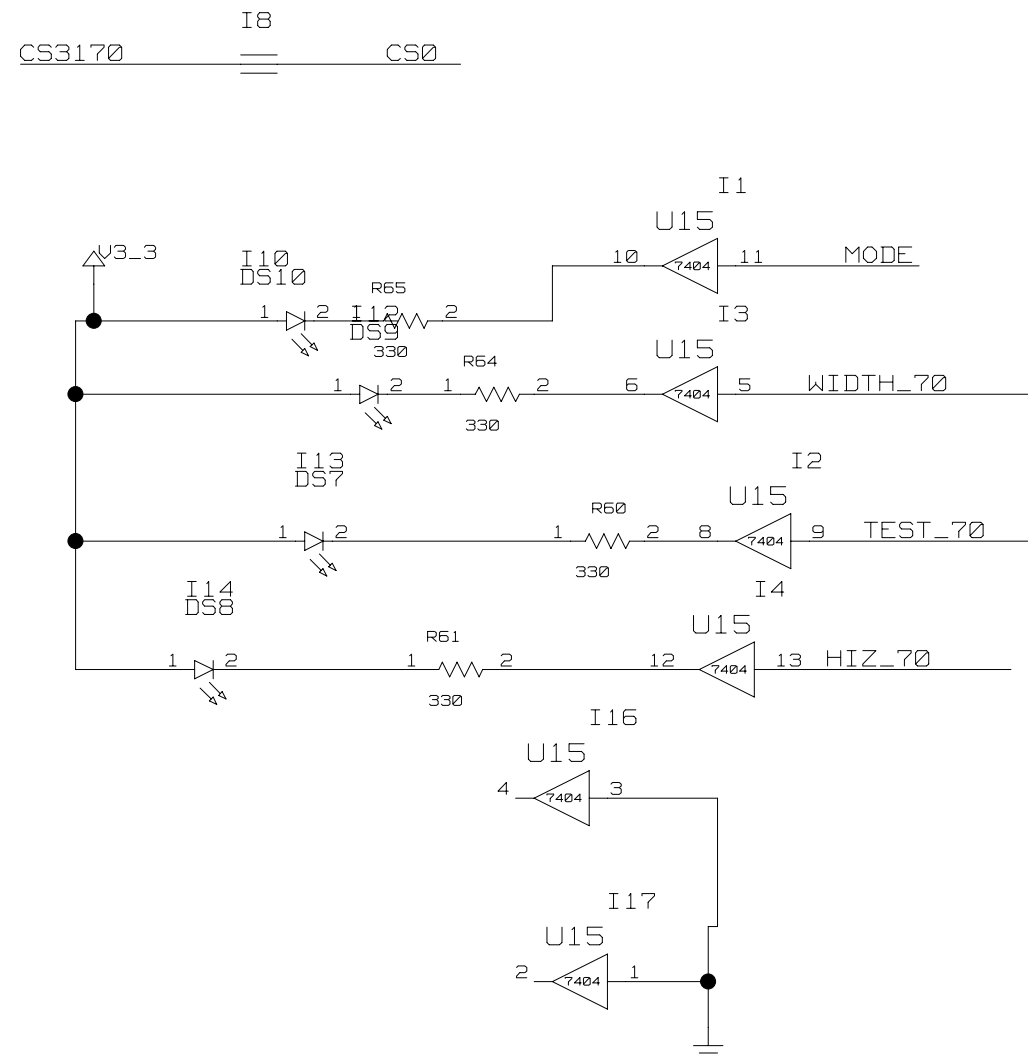 I8
CS3170 CS0
I1
U15
V3_3
I10
DS10
10 7404 11 MODE
R65
1 2 2
I12
DS9
330
I3
U15
R64
1 2 1 2 6 7404 5 WIDTH_70
330
I13
DS7
I2
U15
R60
1 2 1 2 8 7404 9 TEST_70
330
I14
DS8
I4
U15
R61
1 2 1 2 12 7404 13 HIZ_70
330
I16
U15
4 7404 3
I17
U15
2 7404 1